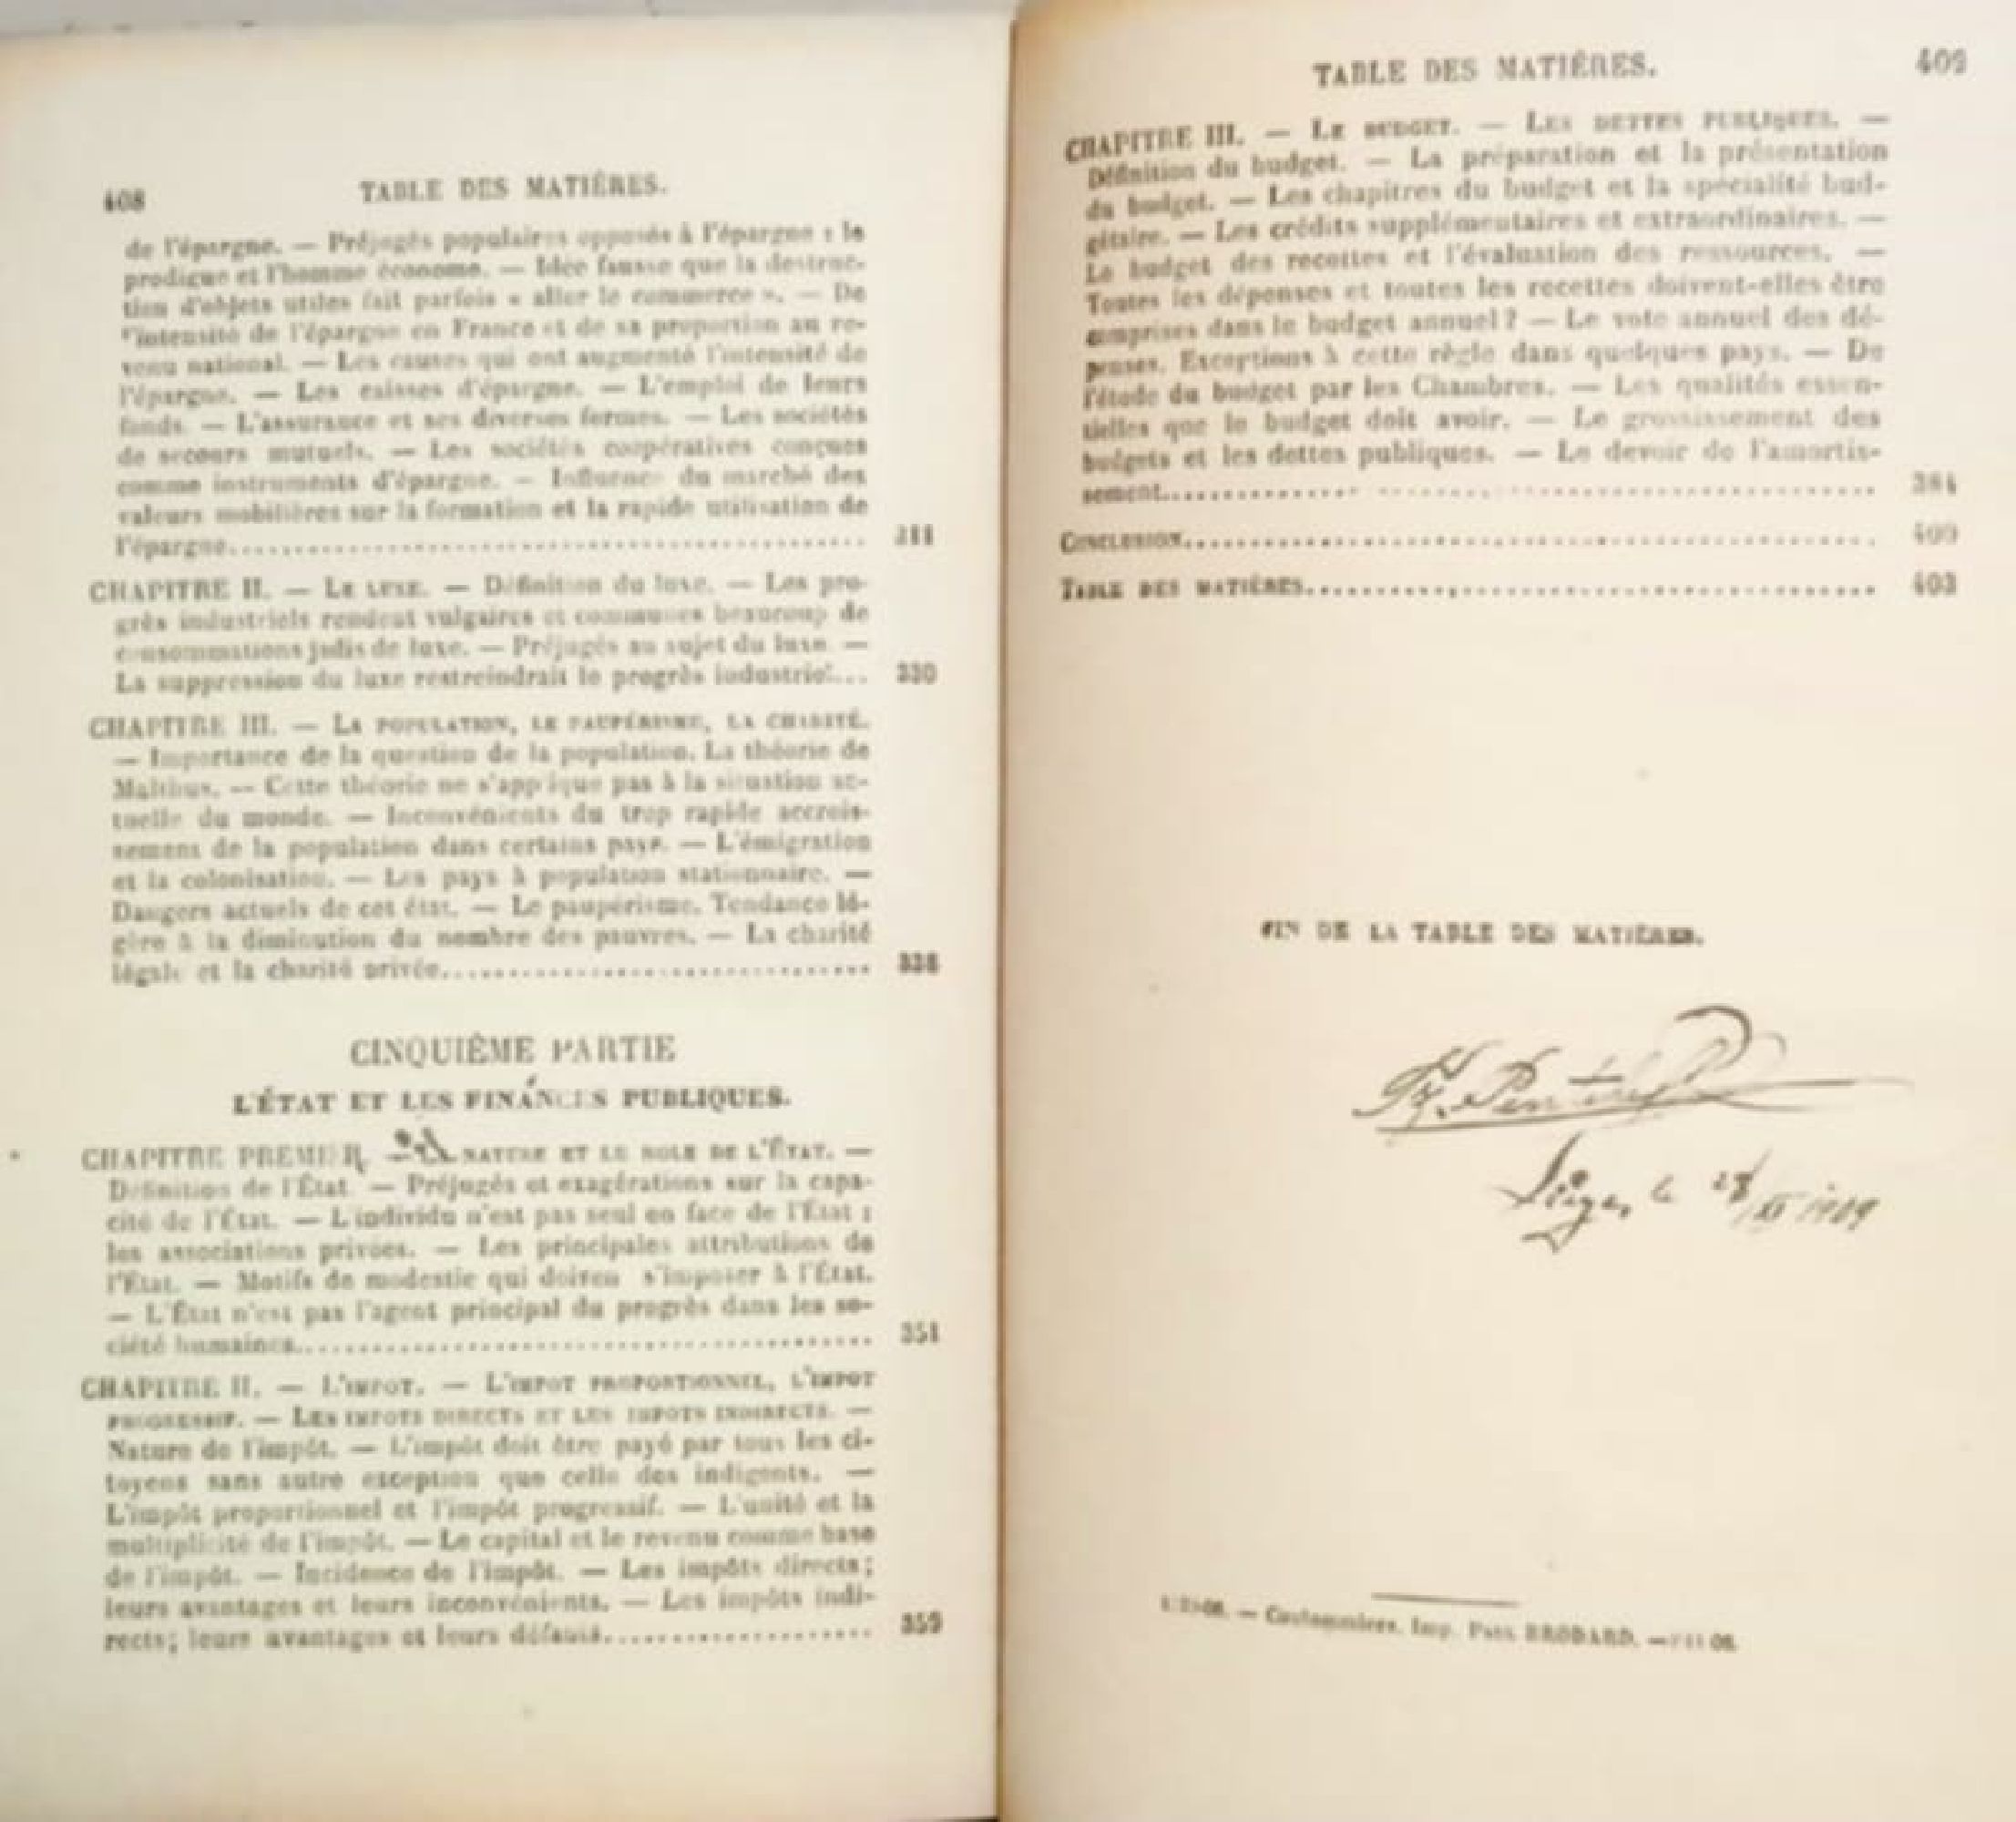 408 TABLE DES MATIÈRES.
de l'épargne. — Préjugés populaires opposés à l'épargne : le
prodigue et l'homme économe. — Idée fausse que la destruc-
tion d'objets utiles fait parfois « aller le commerce ». — De
l'intensité de l'épargne en France et de sa proportion au re-
venu national. — Les causes qui ont augmenté l'intensité de
l'épargne. — Les caisses d'épargne. — L'emploi de leurs
fonds. — L'assurance et ses diverses formes. — Les sociétés
de secours mutuels. — Les sociétés coopératives conçues
comme instruments d'épargne. — Influence du marché des
valeurs mobilières sur la formation et la rapide utilisation de
l'épargne.......... 311
CHAPITRE II. — LE LUXE. — Définition du luxe. — Les pro-
grès industriels rendent vulgaires et communes beaucoup de
consommations jadis de luxe. — Préjugés au sujet du luxe. —
La suppression du luxe restreindrait le progrès industriel... 330
CHAPITRE III. — LA POPULATION, LE PAUPÉRISME, LA CHARITÉ.
— Importance de la question de la population. La théorie de
Malthus. — Cette théorie ne s'applique pas à la situation ac-
tuelle du monde. — Inconvénients du trop rapide accrois-
sement de la population dans certains pays. — L'émigration
et la colonisation. — Les pays à population stationnaire. —
Dangers actuels de cet état. — Le paupérisme. Tendance lé-
gère à la diminution du nombre des pauvres. — La charité
légale et la charité privée.......... 338
CINQUIÈME PARTIE
L'ÉTAT ET LES FINANCES PUBLIQUES.
CHAPITRE PREMIER. — NATURE ET LE ROLE DE L'ÉTAT. —
Définition de l'État. — Préjugés et exagérations sur la capa-
cité de l'État. — L'individu n'est pas seul en face de l'État :
les associations privées. — Les principales attributions de
l'État. — Motifs de modestie qui doiven s'imposer à l'État.
— L'État n'est pas l'agent principal du progrès dans les so-
ciété humaines.......... 351
CHAPITRE II. — L'IMPOT. — L'IMPOT PROPORTIONNEL, L'IMPOT
PROGRESSIF. — LES IMPOTS DIRECTS ET LES IMPOTS INDIRECTS. —
Nature de l'impôt. — L'impôt doit être payé par tous les ci-
toyens sans autre exception que celle des indigents. —
L'impôt proportionnel et l'impôt progressif. — L'unité et la
multiplicité de l'impôt. — Le capital et le revenu comme base
de l'impôt. — Incidence de l'impôt. — Les impôts directs;
leurs avantages et leurs inconvénients. — Les impôts indi-
rects; leurs avantages et leurs défauts.......... 359
TABLE DES MATIÈRES. 409
CHAPITRE III. — LE BUDGET. — LES DETTES PUBLIQUES. —
Définition du budget. — La préparation et la présentation
du budget. — Les chapitres du budget et la spécialité bud-
gétaire. — Les crédits supplémentaires et extraordinaires. —
Le budget des recettes et l'évaluation des ressources. —
Toutes les dépenses et toutes les recettes doivent-elles être
comprises dans le budget annuel? — Le vote annuel des dé-
penses. Exceptions à cette règle dans quelques pays. — De
l'étude du budget par les Chambres. — Les qualités essen-
tielles que le budget doit avoir. — Le grossissement des
budgets et les dettes publiques. — Le devoir de l'amortis-
sement.......... 384
CONCLUSION.......... 400
TABLE DES MATIÈRES.......... 403
FIN DE LA TABLE DES MATIÈRES.
Liège, le 28/XI 1909
— Coulommiers. Imp. PAUL BRODARD. —